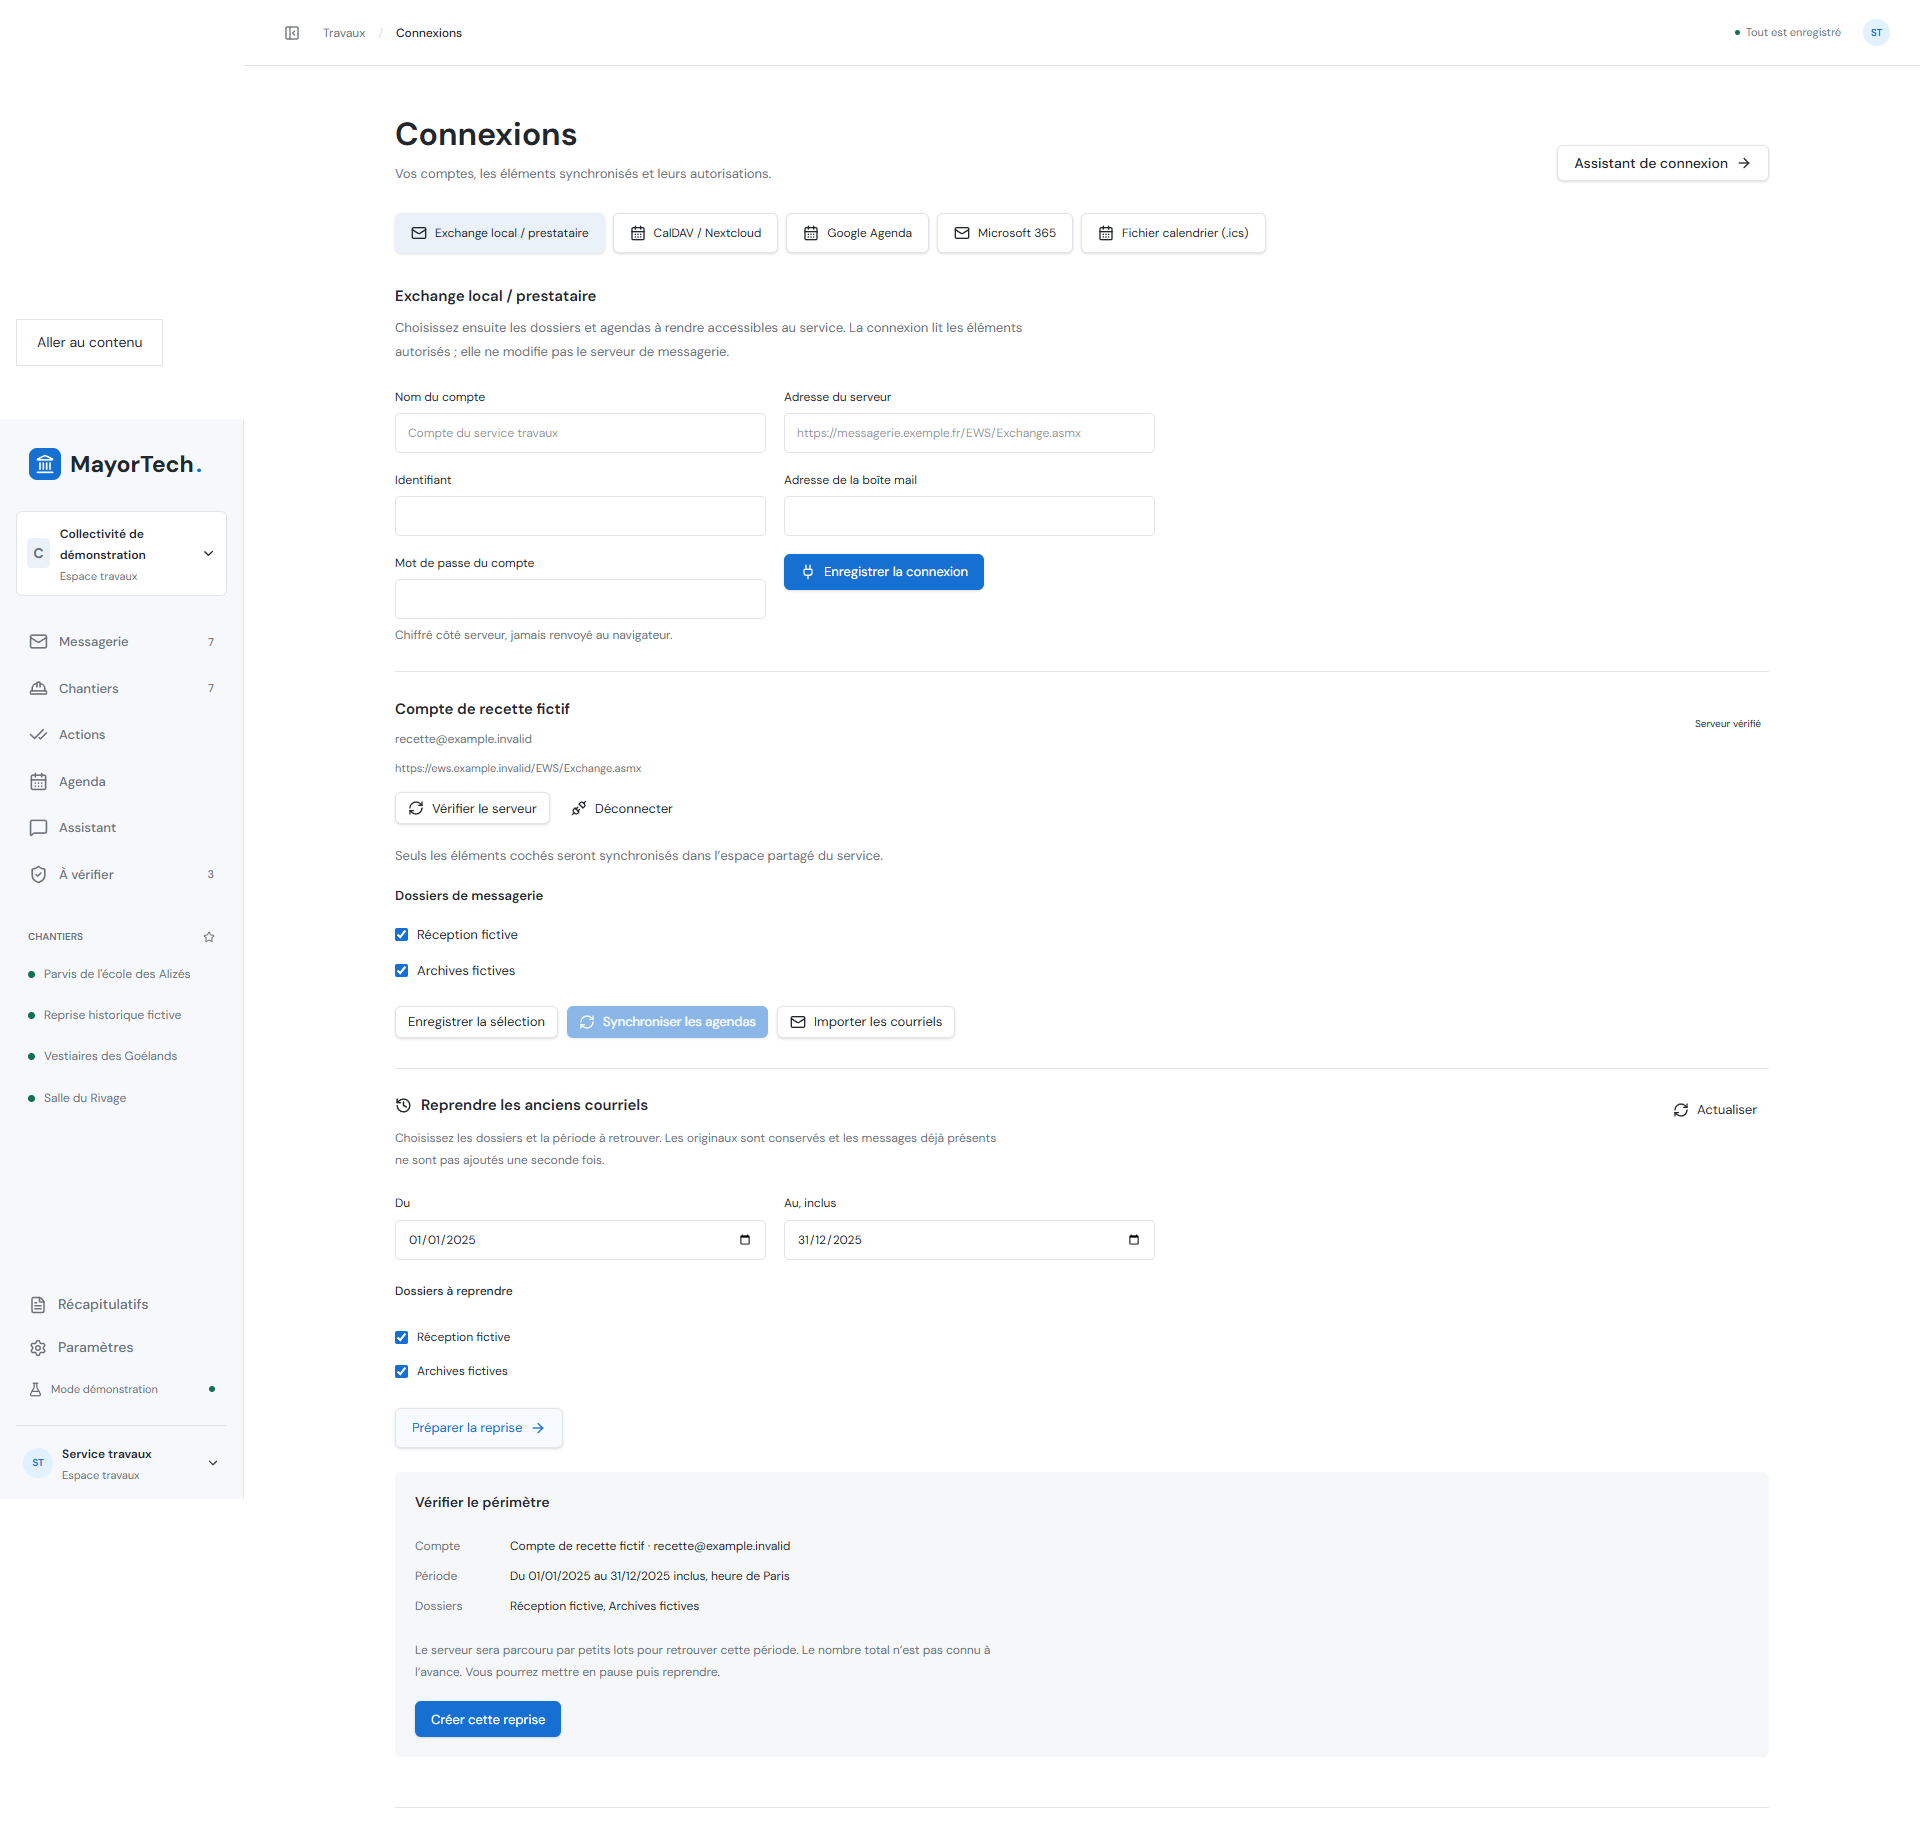 Travaux / Connexions
Tout est enregistré
ST
Connexions
Vos comptes, les éléments synchronisés et leurs autorisations.
Assistant de connexion
Exchange local / prestataire
CalDAV / Nextcloud
Google Agenda
Microsoft 365
Fichier calendrier (.ics)
Exchange local / prestataire
Choisissez ensuite les dossiers et agendas à rendre accessibles au service. La connexion lit les éléments
autorisés ; elle ne modifie pas le serveur de messagerie.
Nom du compte
Adresse du serveur
Compte du service travaux
https://messagerie.exemple.fr/EWS/Exchange.asmx
Identifiant
Adresse de la boîte mail
Mot de passe du compte
Enregistrer la connexion
Chiffré côté serveur, jamais renvoyé au navigateur.
Compte de recette fictif
Serveur vérifié
recette@example.invalid
https://ews.example.invalid/EWS/Exchange.asmx
Vérifier le serveur
Déconnecter
Seuls les éléments cochés seront synchronisés dans l’espace partagé du service.
Dossiers de messagerie
Réception fictive
Archives fictives
Enregistrer la sélection
Synchroniser les agendas
Importer les courriels
Reprendre les anciens courriels
Actualiser
Choisissez les dossiers et la période à retrouver. Les originaux sont conservés et les messages déjà présents
ne sont pas ajoutés une seconde fois.
Du
Au, inclus
01/01/2025
31/12/2025
Dossiers à reprendre
Réception fictive
Archives fictives
Préparer la reprise
Vérifier le périmètre
Compte Compte de recette fictif · recette@example.invalid
Période Du 01/01/2025 au 31/12/2025 inclus, heure de Paris
Dossiers Réception fictive, Archives fictives
Le serveur sera parcouru par petits lots pour retrouver cette période. Le nombre total n’est pas connu à
l’avance. Vous pourrez mettre en pause puis reprendre.
Créer cette reprise
Aller au contenu
MayorTech.
C
Collectivité de
démonstration
Espace travaux
Messagerie 7
Chantiers 7
Actions
Agenda
Assistant
À vérifier 3
CHANTIERS
Parvis de l'école des Alizés
Reprise historique fictive
Vestiaires des Goélands
Salle du Rivage
Récapitulatifs
Paramètres
Mode démonstration
ST
Service travaux
Espace travaux